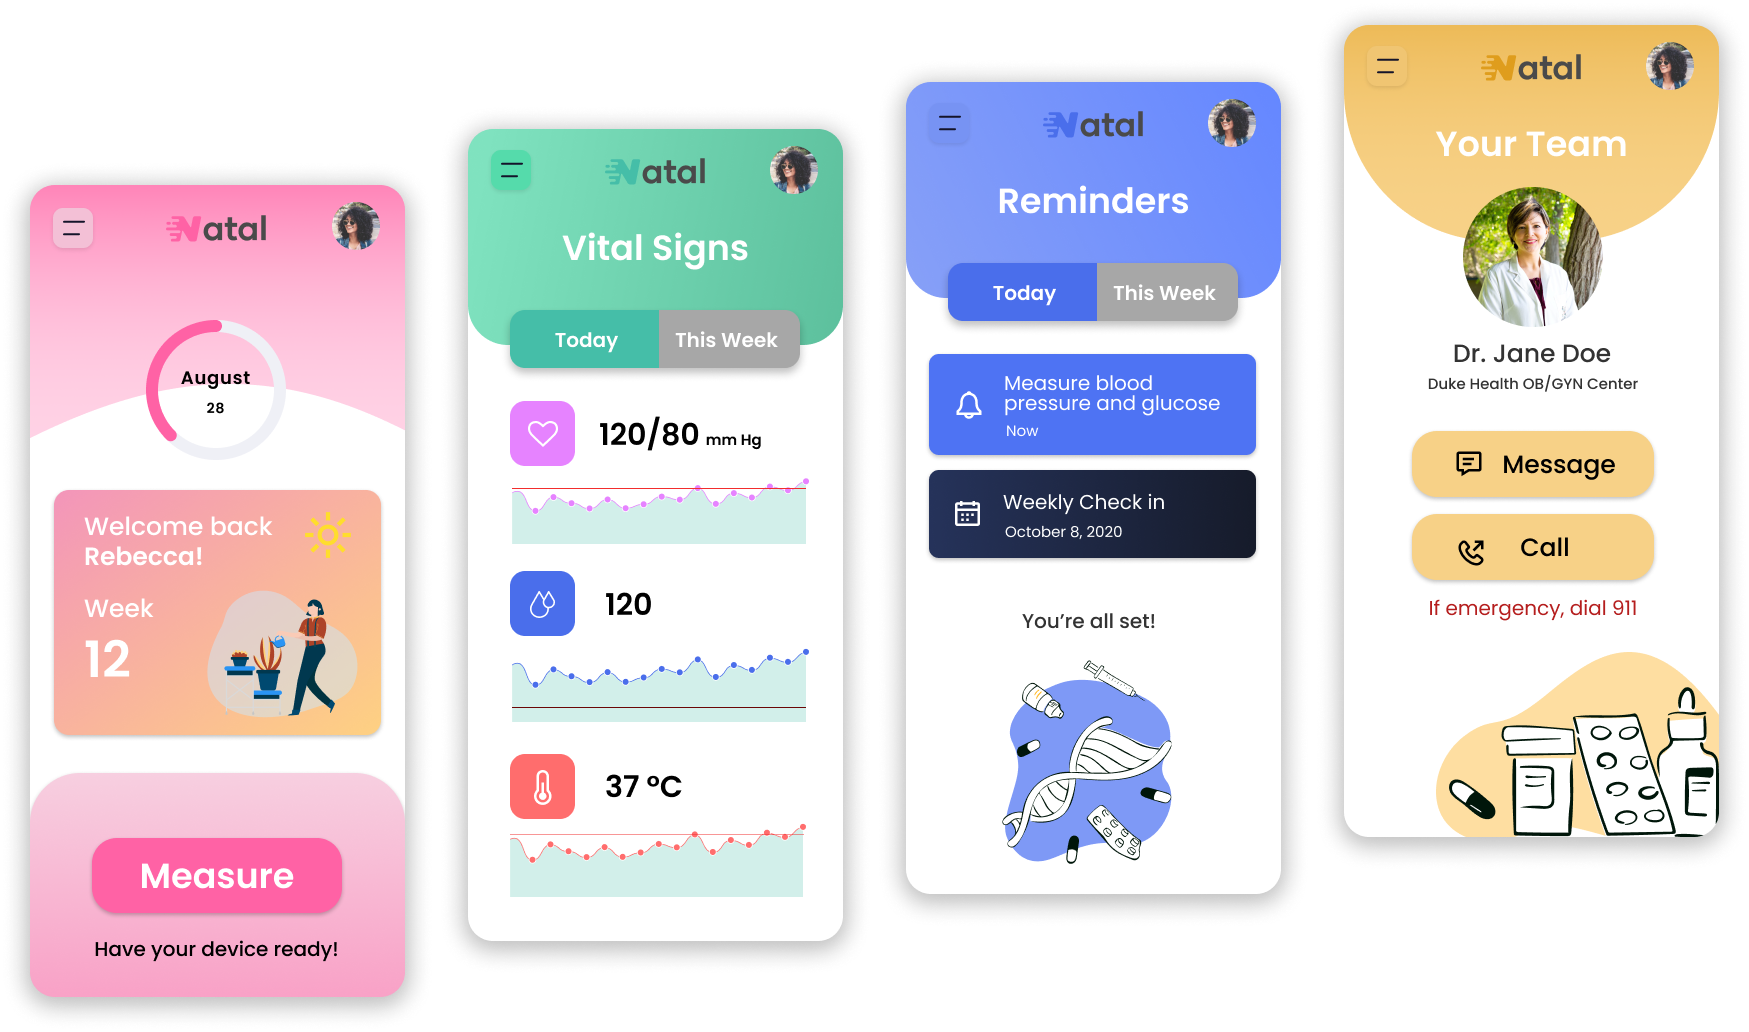 Natal
August
28
Welcome back
Rebecca!
Week
12
Measure
Have your device ready!
Natal
Vital Signs
Today This Week
120/80 mm Hg
120
37 °C
Natal
Reminders
Today This Week
Measure blood
pressure and glucose
Now
Weekly Check in
October 8, 2020
You’re all set!
Natal
Your Team
Dr. Jane Doe
Duke Health OB/GYN Center
Message
Call
If emergency, dial 911